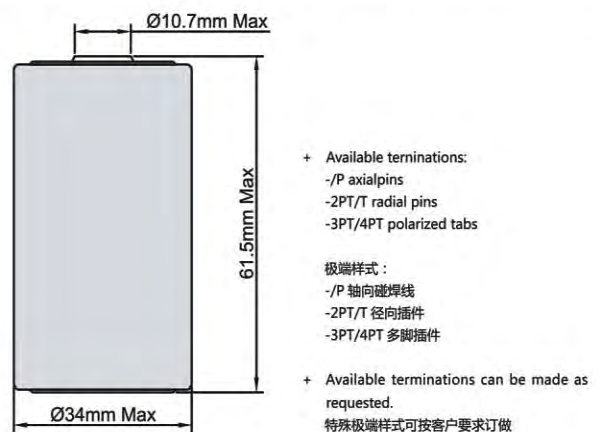 Ø10.7mm Max
61.5mm Max
Ø34mm Max
+ Available terninations:
-/P axialpins
-2PT/T radial pins
-3PT/4PT polarized tabs
极端样式：
-/P 轴向碰焊线
-2PT/T 径向插件
-3PT/4PT 多脚插件
+ Available terminations can be made as
requested.
特殊极端样式可按客户要求订做